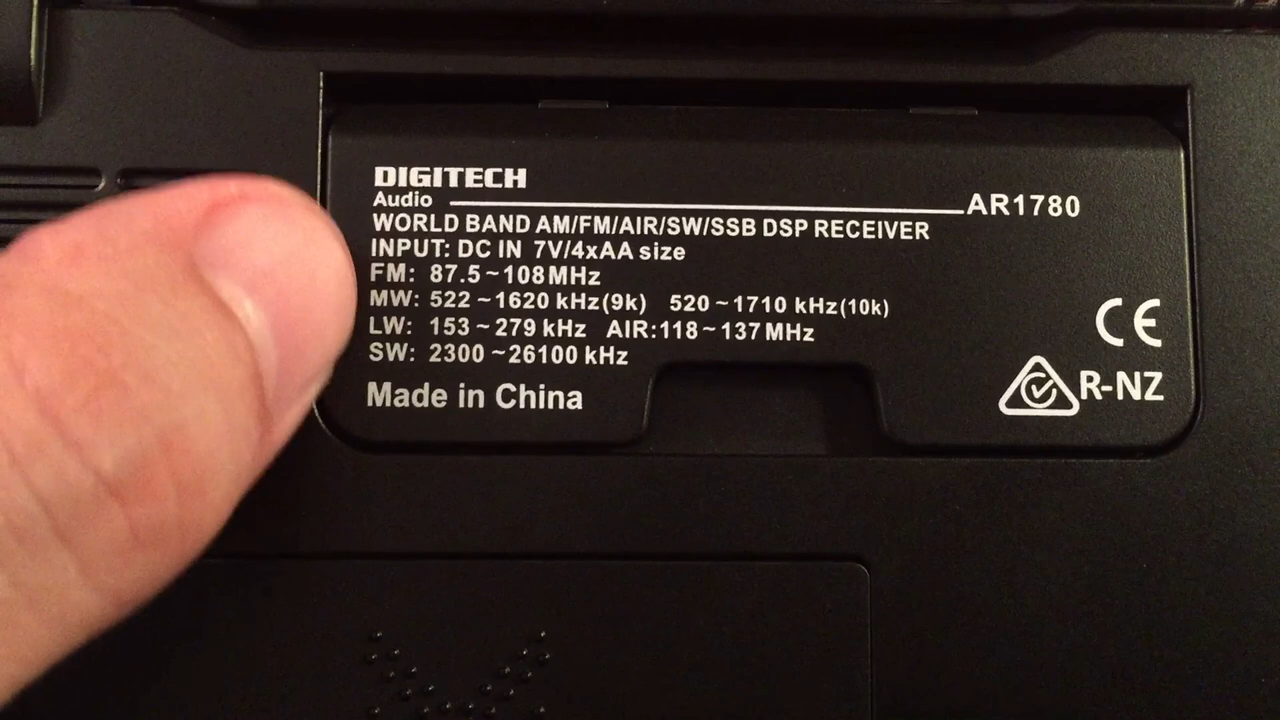 DIGITECH
Audio AR1780
WORLD BAND AM/FM/AIR/SW/SSB DSP RECEIVER
INPUT: DC IN 7V/4xAA size
FM: 87.5~108MHz
MW: 522~1620 kHz(9k) 520~1710 kHz(10k)
LW: 153~279 kHz AIR:118~137MHz
SW: 2300~26100 kHz
Made in China
CE
R-NZ